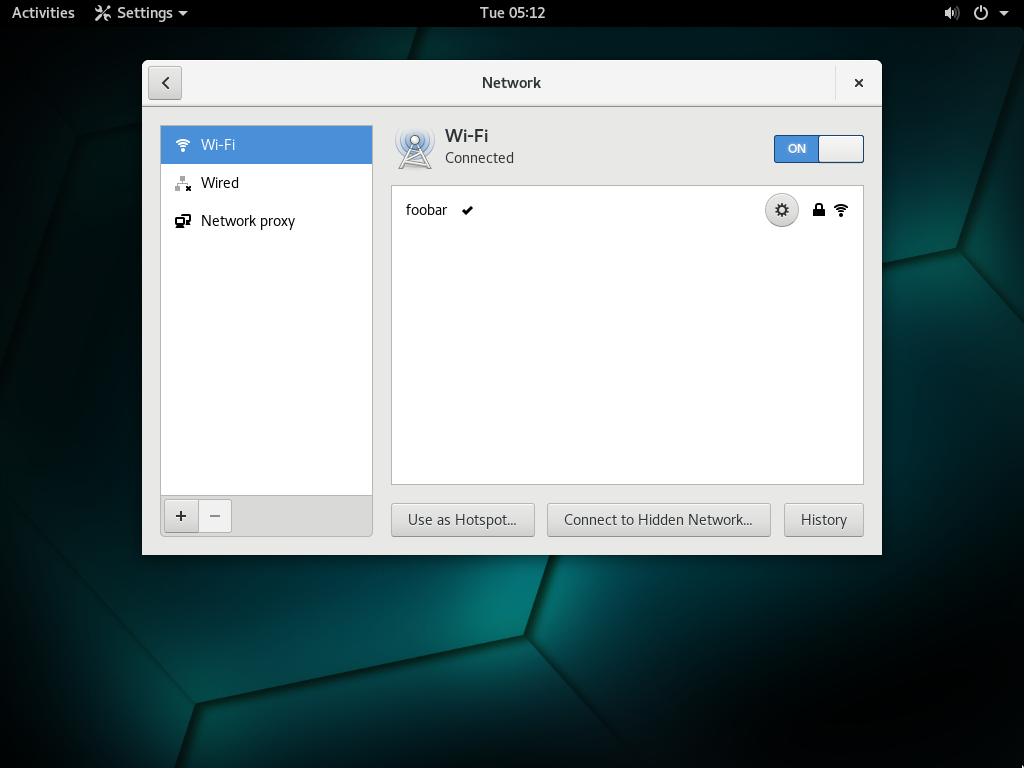 Activities Settings Tue 05:12
Network
Wi-Fi
Wired
Network proxy
Wi-Fi
Connected
ON
foobar
Use as Hotspot...
Connect to Hidden Network...
History